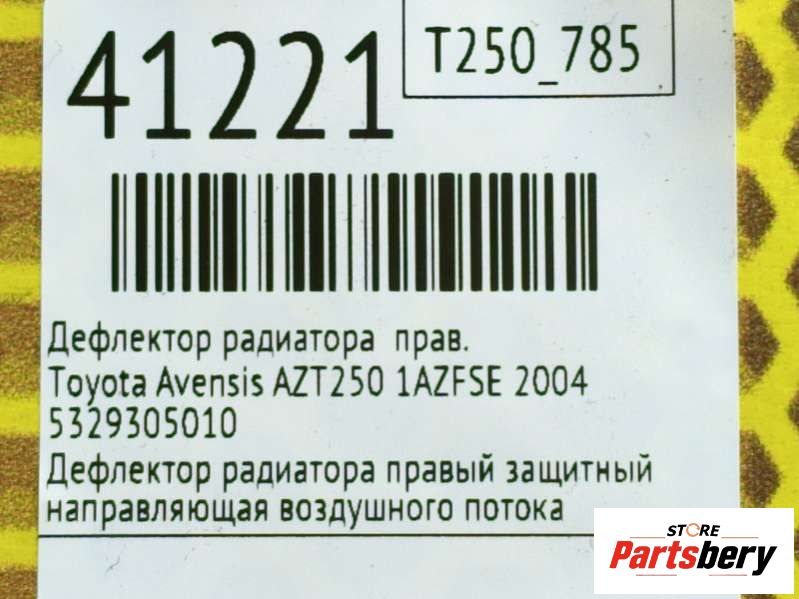 41221
T250_785
Дефлектор радиатора прав.
Toyota Avensis AZT250 1AZFSE 2004
5329305010
Дефлектор радиатора правый защитный
направляющая воздушного потока
STORE
Partsbery